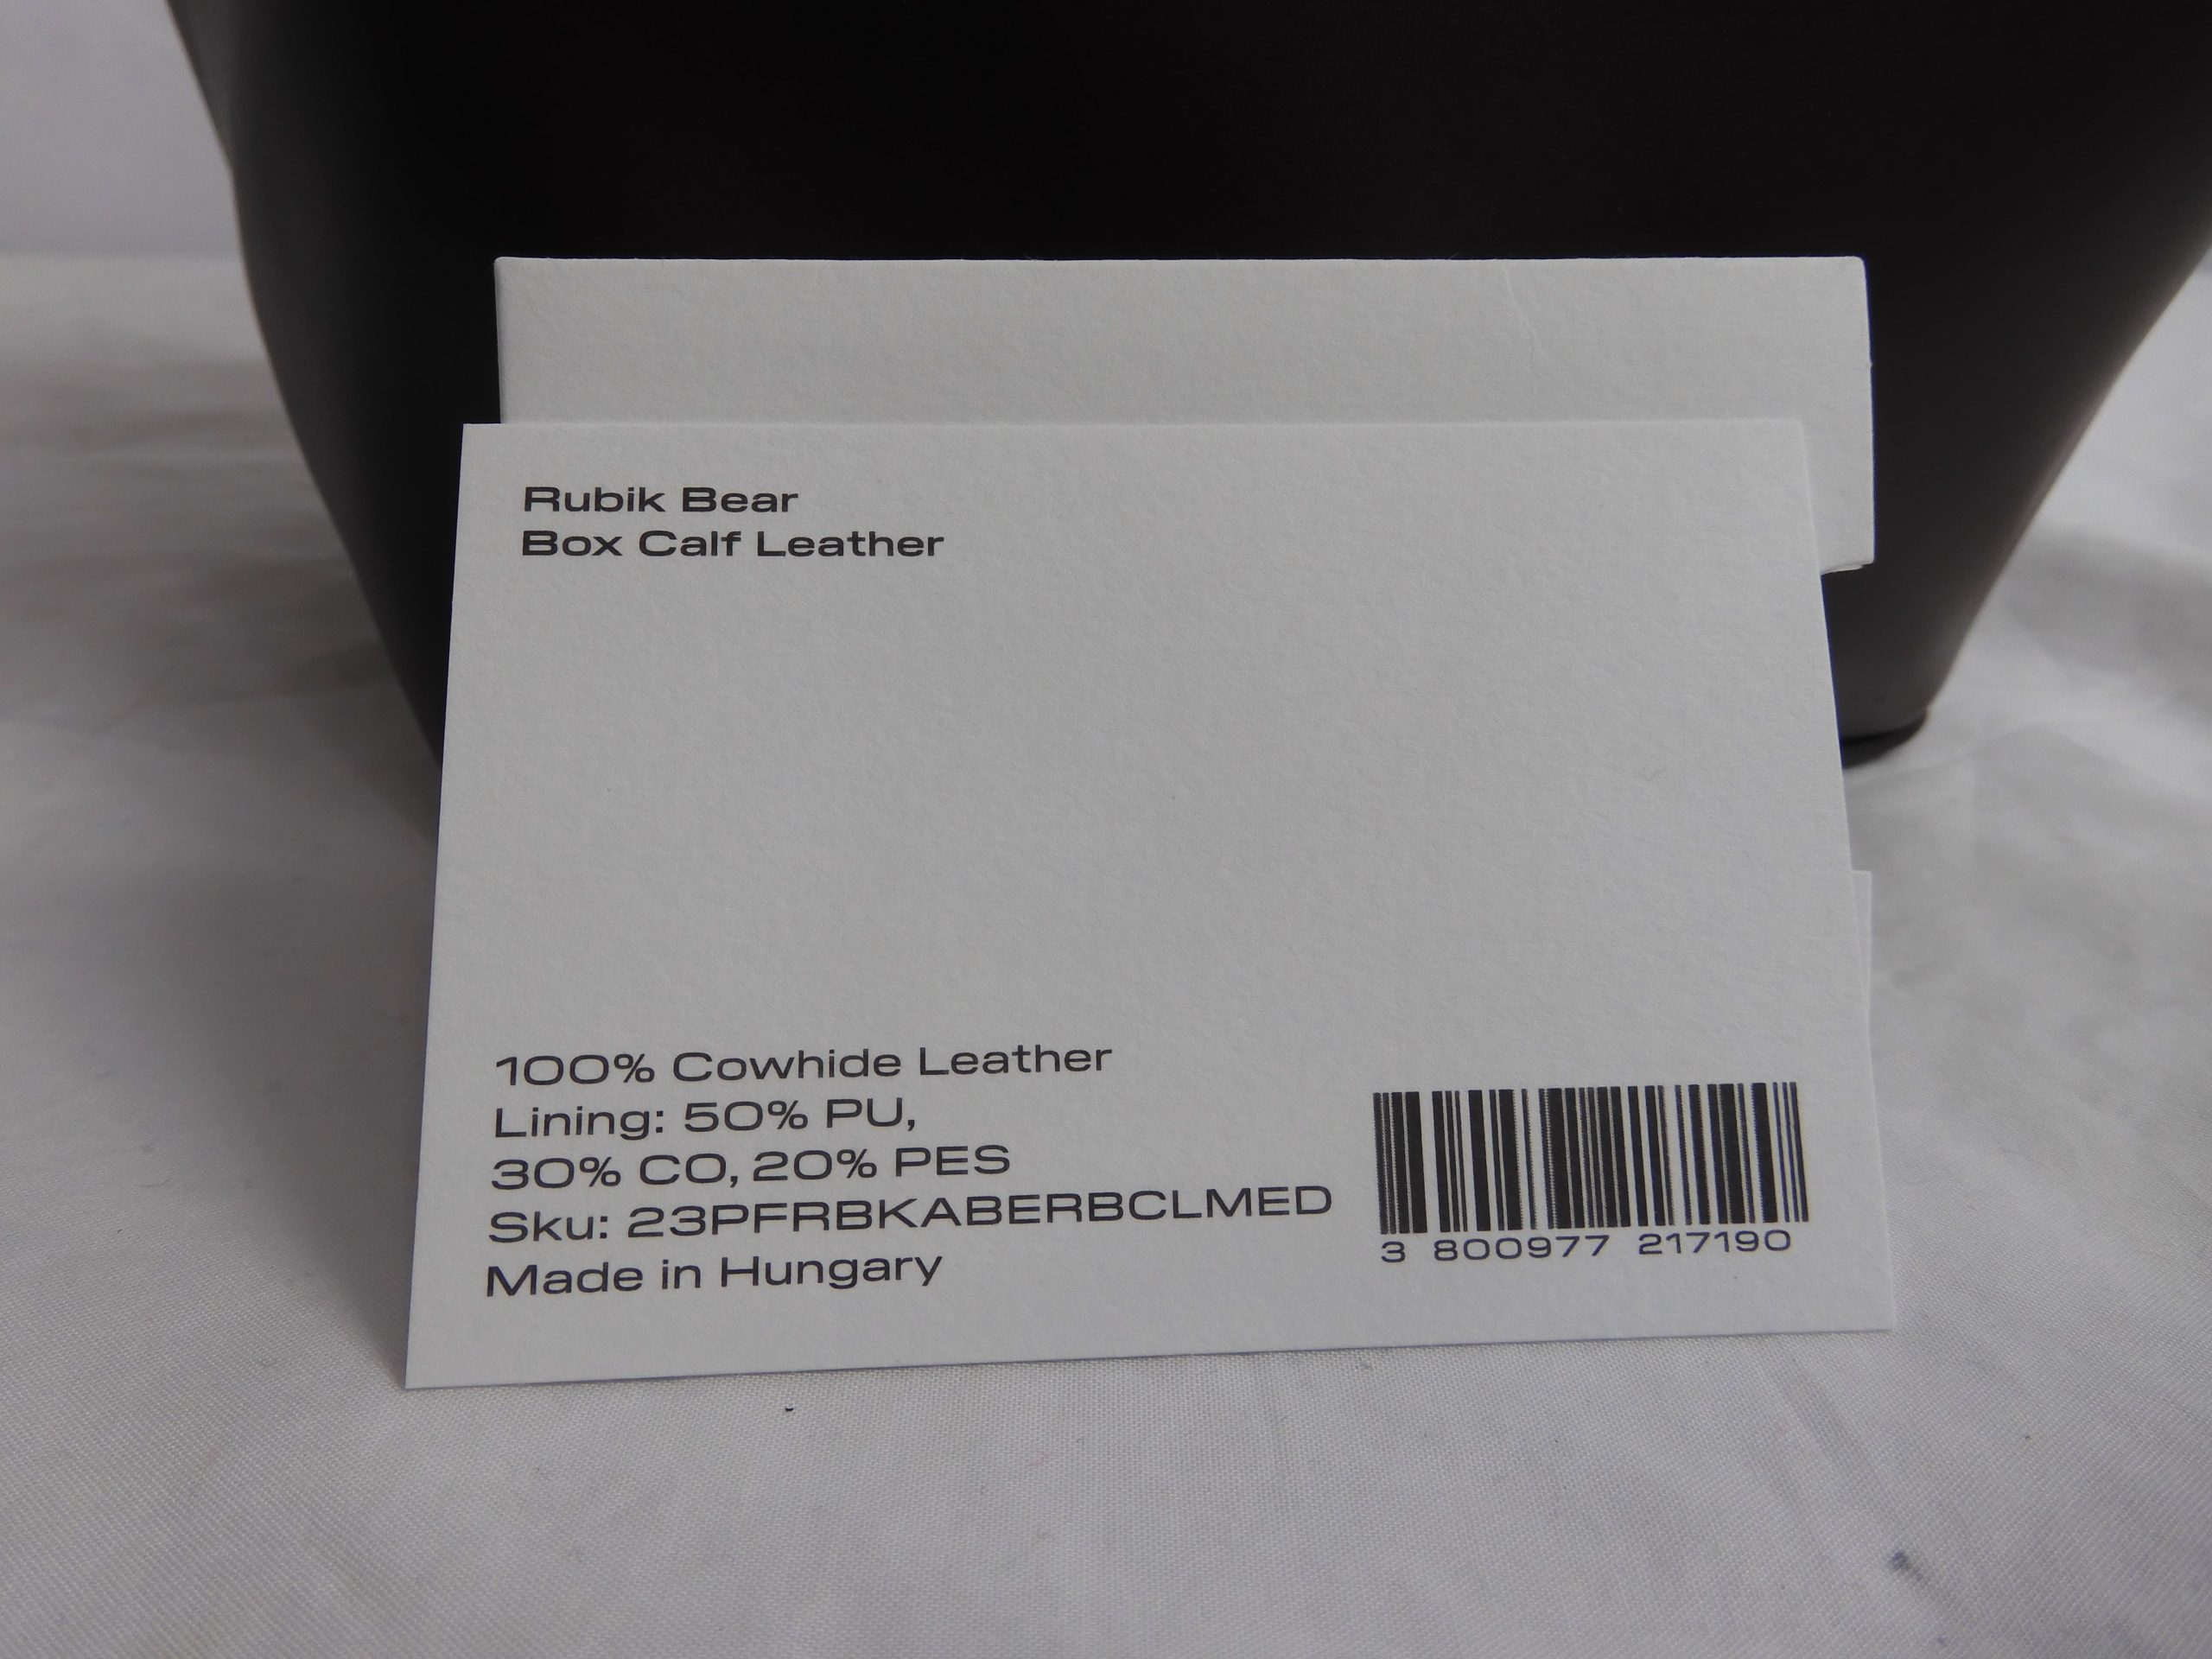 Rubik Bear
Box Calf Leather
100% Cowhide Leather
Lining: 50% PU,
30% CO, 20% PES
Sku: 23PFRBKABERBCLMED
Made in Hungary
3 800977 217190